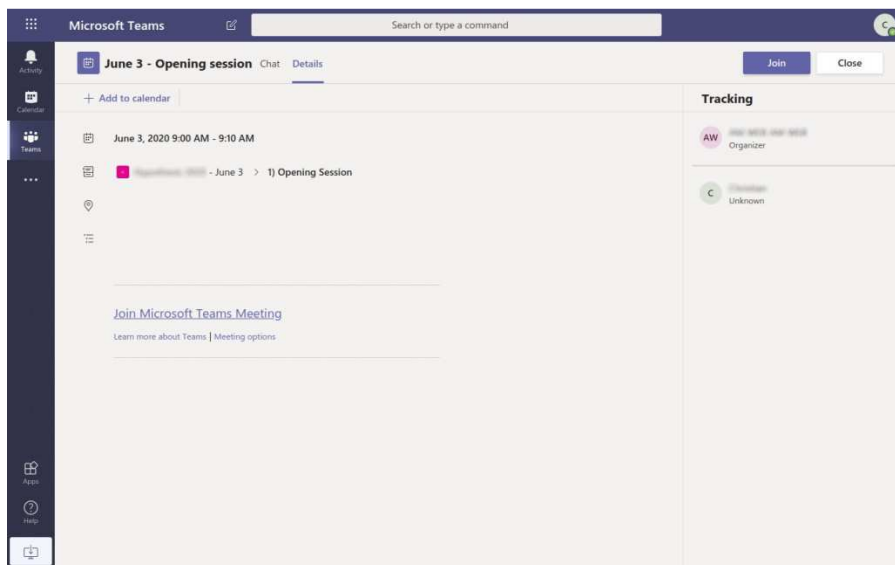 Microsoft Teams
Search or type a command
C
Activity
Calendar
Teams
Apps
Help
June 3 - Opening session Chat Details
Join Close
+ Add to calendar
June 3, 2020 9:00 AM - 9:10 AM
- June 3 > 1) Opening Session
Join Microsoft Teams Meeting
Learn more about Teams | Meeting options
Tracking
AW
Organizer
C
Unknown